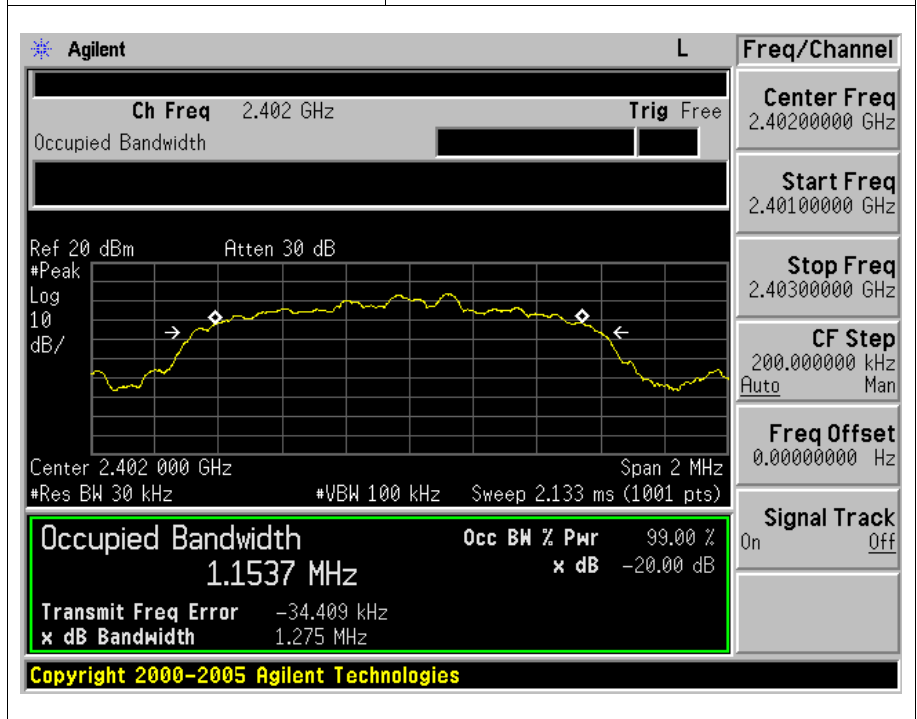 Agilent L
Ch Freq 2.402 GHz Trig Free
Occupied Bandwidth
Ref 20 dBm Atten 30 dB
#Peak
Log
10
dB/
Center 2.402 000 GHz Span 2 MHz
#Res BW 30 kHz #VBW 100 kHz Sweep 2.133 ms (1001 pts)
Occupied Bandwidth
1.1537 MHz
Occ BW % Pwr 99.00 %
x dB -20.00 dB
Transmit Freq Error -34.409 kHz
x dB Bandwidth 1.275 MHz
Copyright 2000-2005 Agilent Technologies
Freq/Channel
Center Freq
2.40200000 GHz
Start Freq
2.40100000 GHz
Stop Freq
2.40300000 GHz
CF Step
200.000000 kHz
Auto Man
Freq Offset
0.00000000 Hz
Signal Track
On Off